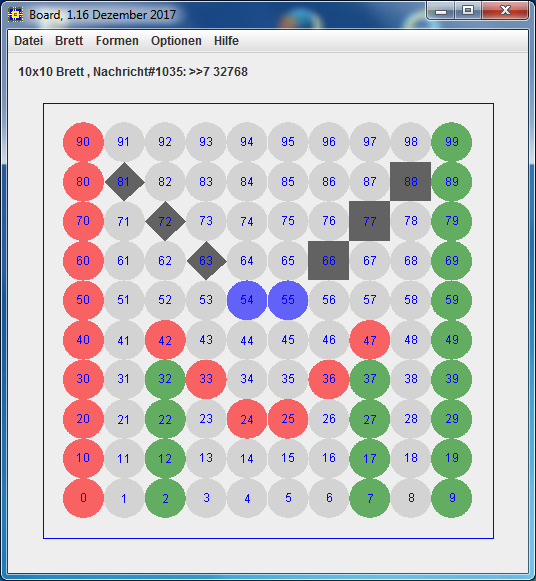 Board, 1.16 Dezember 2017
Datei Brett Formen Optionen Hilfe
10x10 Brett , Nachricht#1035: >>7 32768
90 91 92 93 94 95 96 97 98 99
80 81 82 83 84 85 86 87 88 89
70 71 72 73 74 75 76 77 78 79
60 61 62 63 64 65 66 67 68 69
50 51 52 53 54 55 56 57 58 59
40 41 42 43 44 45 46 47 48 49
30 31 32 33 34 35 36 37 38 39
20 21 22 23 24 25 26 27 28 29
10 11 12 13 14 15 16 17 18 19
0 1 2 3 4 5 6 7 8 9